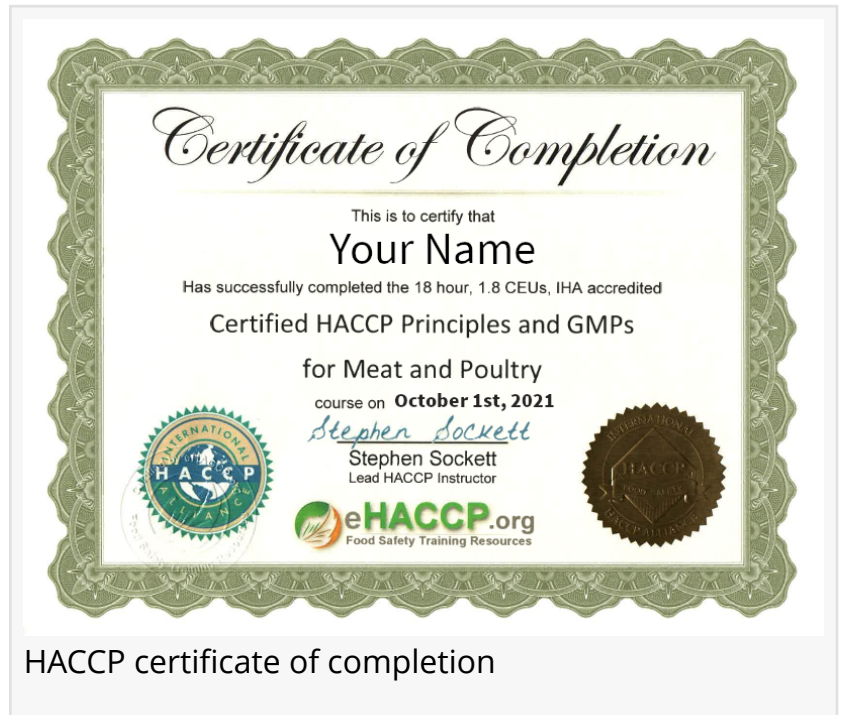 Certificate of Completion
This is to certify that
Your Name
Has successfully completed the 18 hour, 1.8 CEUs, IHA accredited
Certified HACCP Principles and GMPs
for Meat and Poultry
course on October 1st, 2021
Stephen Sockett
Stephen Sockett
Lead HACCP Instructor
INTERNATIONAL
HACCP
ALLIANCE
INTERNATIONAL
HACCP
HACCP ALLIANCE
eHACCP.org
Food Safety Training Resources
HACCP certificate of completion